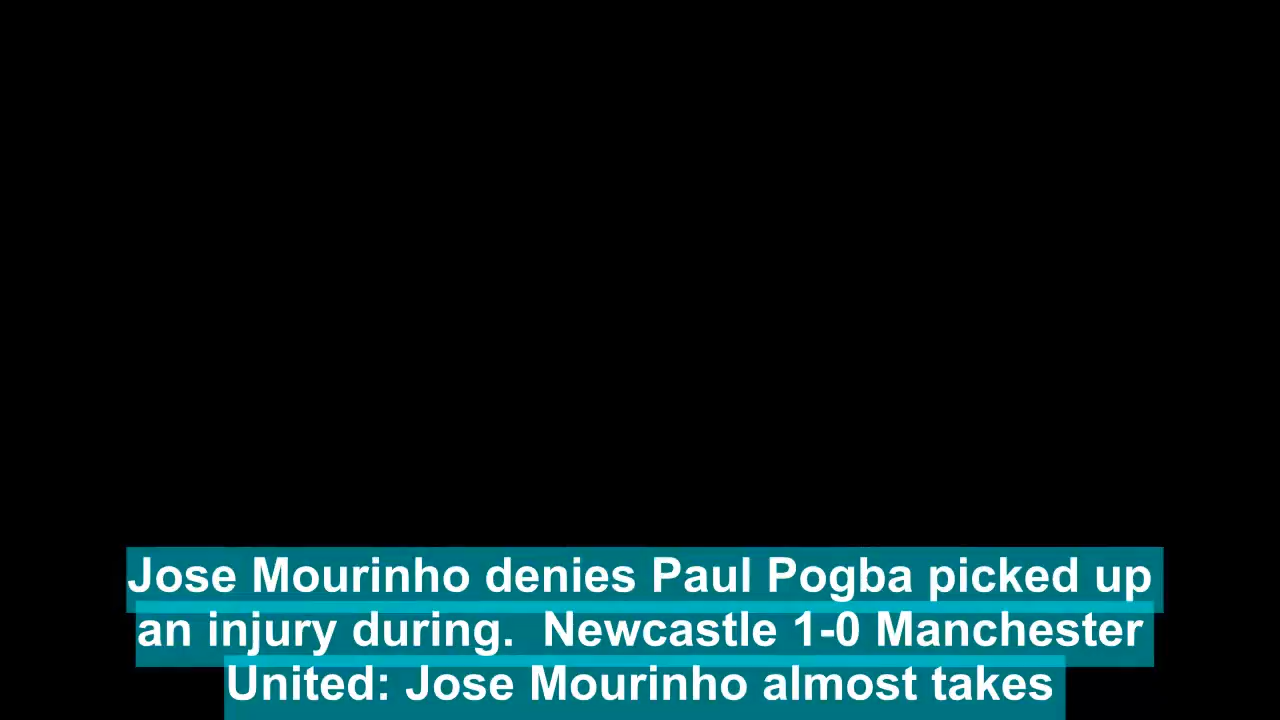 Jose Mourinho denies Paul Pogba picked up
an injury during.  Newcastle 1-0 Manchester
United: Jose Mourinho almost takes